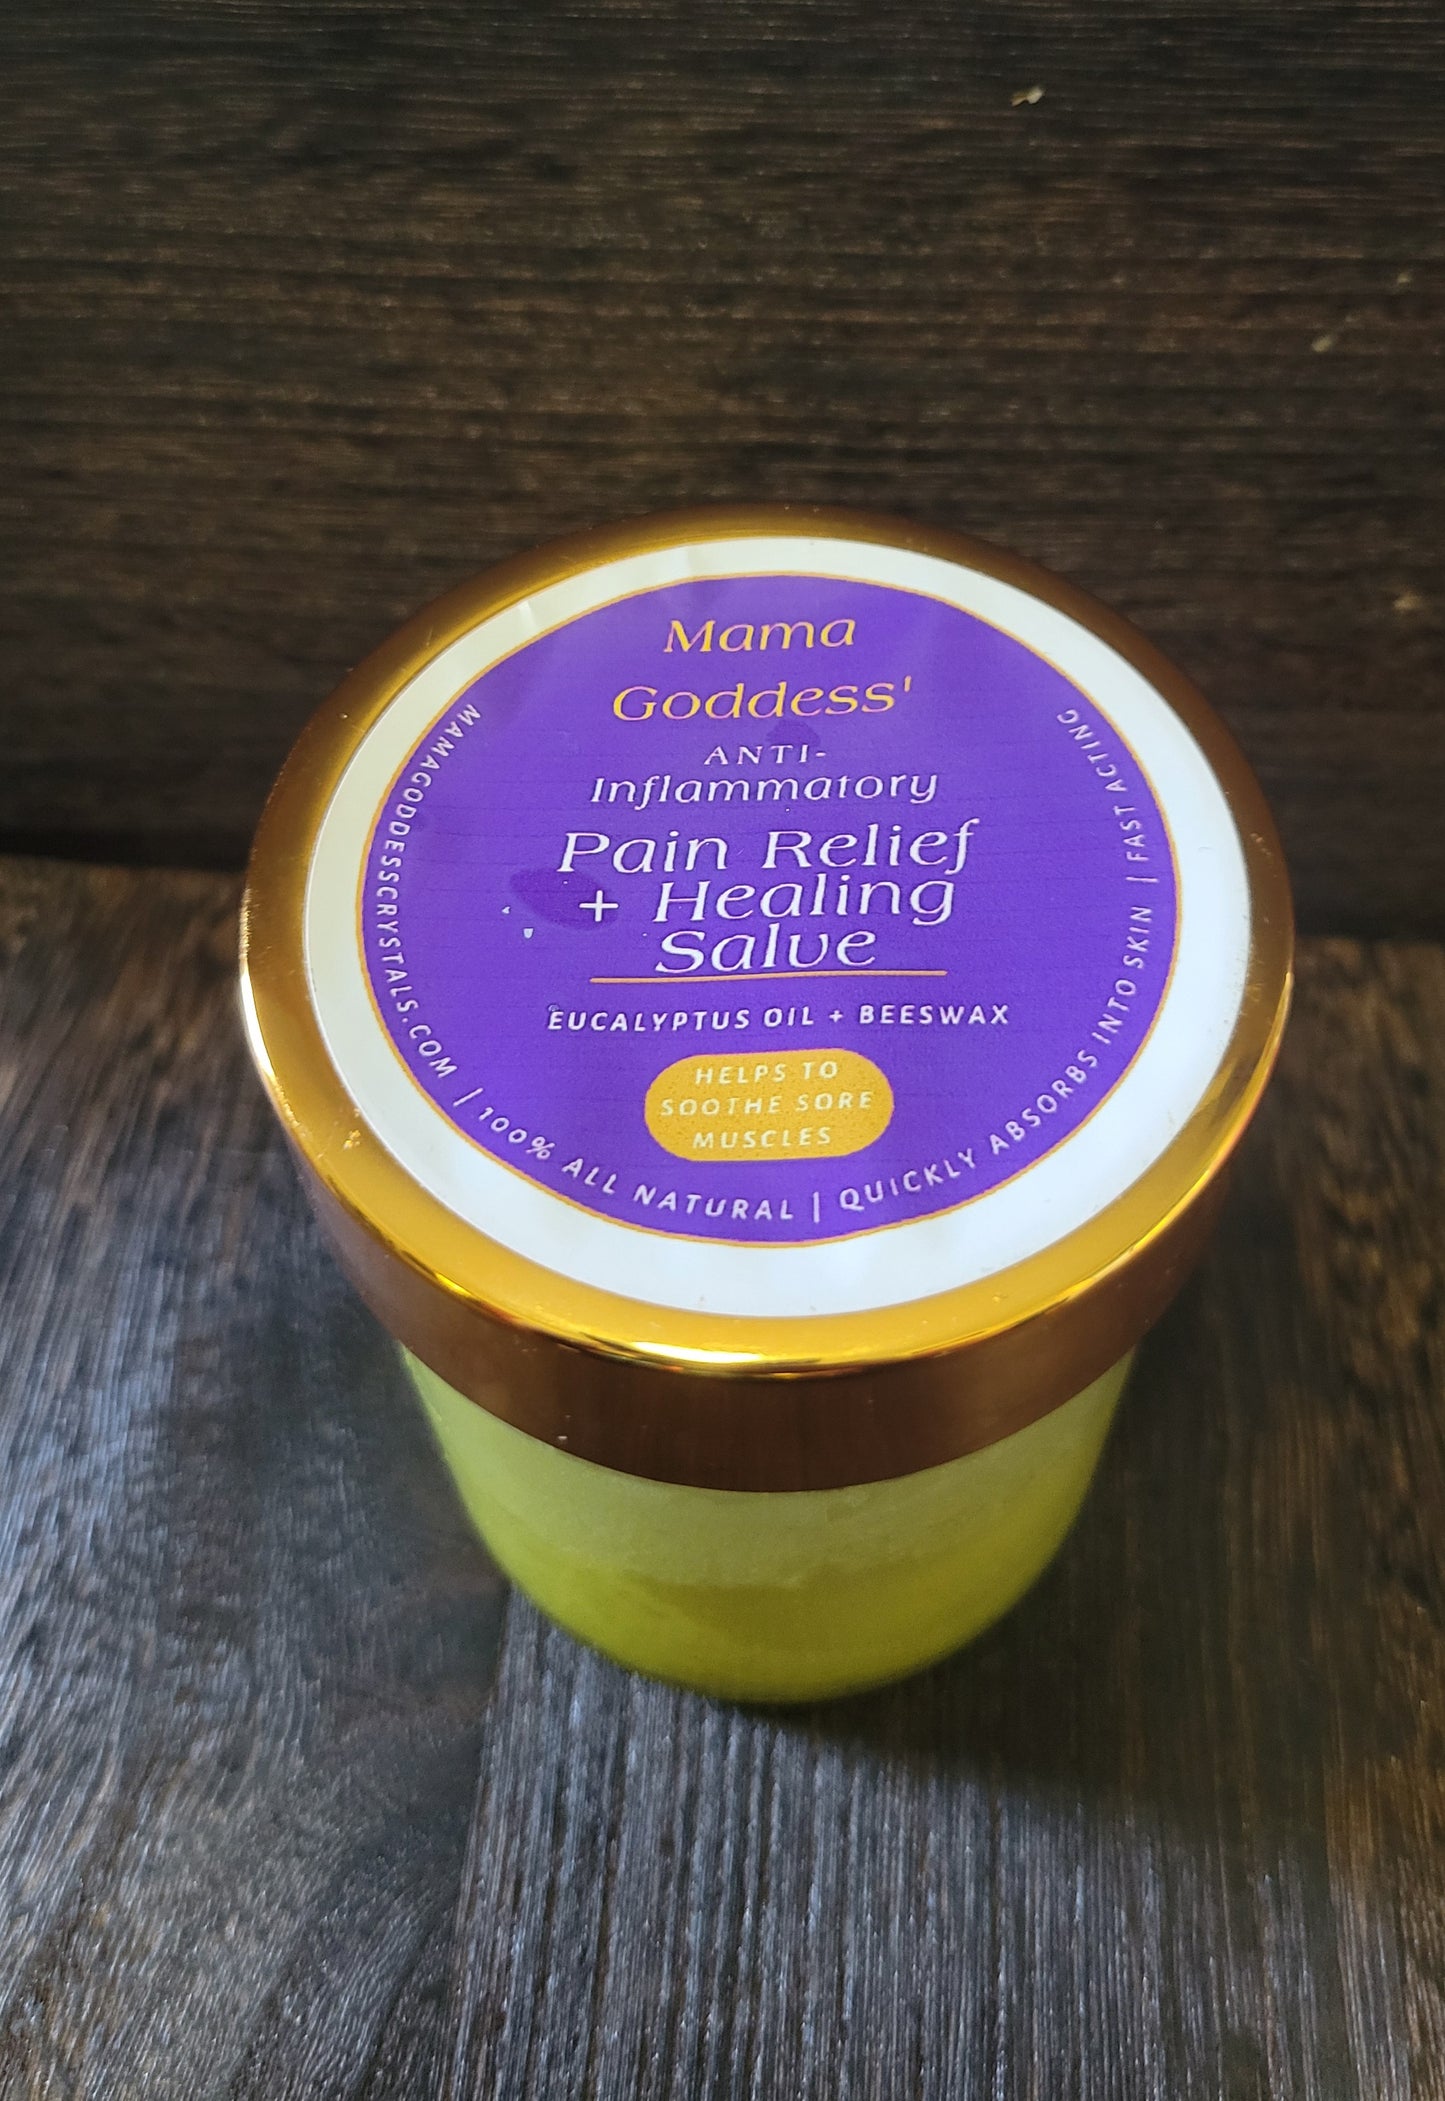 Mama
Goddess'
ANTI-
Inflammatory
Pain Relief
+ Healing
Salve
EUCALYPTUS OIL + BEESWAX
HELPS TO
SOOTHE SORE
MUSCLES
MAMAGODDESSCRYSTALS.COM | 100% ALL NATURAL | QUICKLY ABSORBS INTO SKIN | FAST ACTING